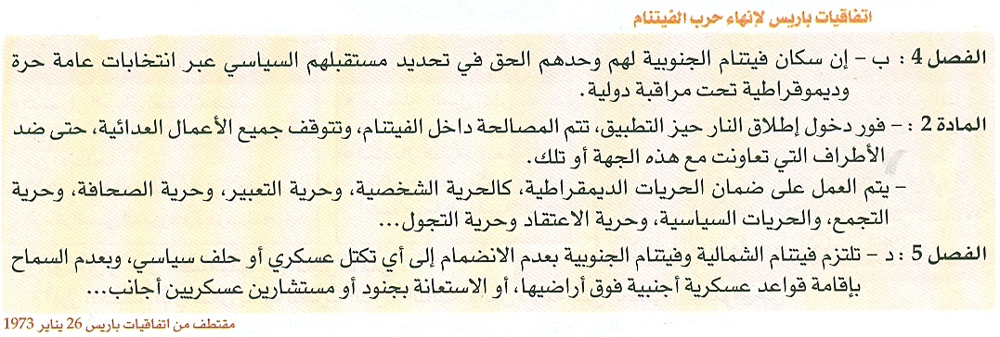 اتفاقيات باريس لإنهاء حرب الفيتنام
الفصل 4 : ب - إن سكان فيتنام الجنوبية لهم وحدهم الحق في تحديد مستقبلهم السياسي عبر انتخابات عامة حرة
وديموقراطية تحت مراقبة دولية.
المادة 2 : - فور دخول إطلاق النار حيز التطبيق، تتم المصالحة داخل الفيتنام، وتتوقف جميع الأعمال العدائية، حتى ضد
الأطراف التي تعاونت مع هذه الجهة أو تلك.
- يتم العمل على ضمان الحريات الديمقراطية، كالحرية الشخصية، وحرية التعبير، وحرية الصحافة، وحرية
التجمع، والحريات السياسية، وحرية الاعتقاد وحرية التجول...
الفصل 5 : د - تلتزم فيتنام الشمالية وفيتنام الجنوبية بعدم الانضمام إلى أي تكتل عسكري أو حلف سياسي، وبعدم السماح
بإقامة قواعد عسكرية أجنبية فوق أراضيها، أو الاستعانة بجنود أو مستشارين عسكريين أجانب...
مقتطف من اتفاقيات باريس 26 يناير 1973